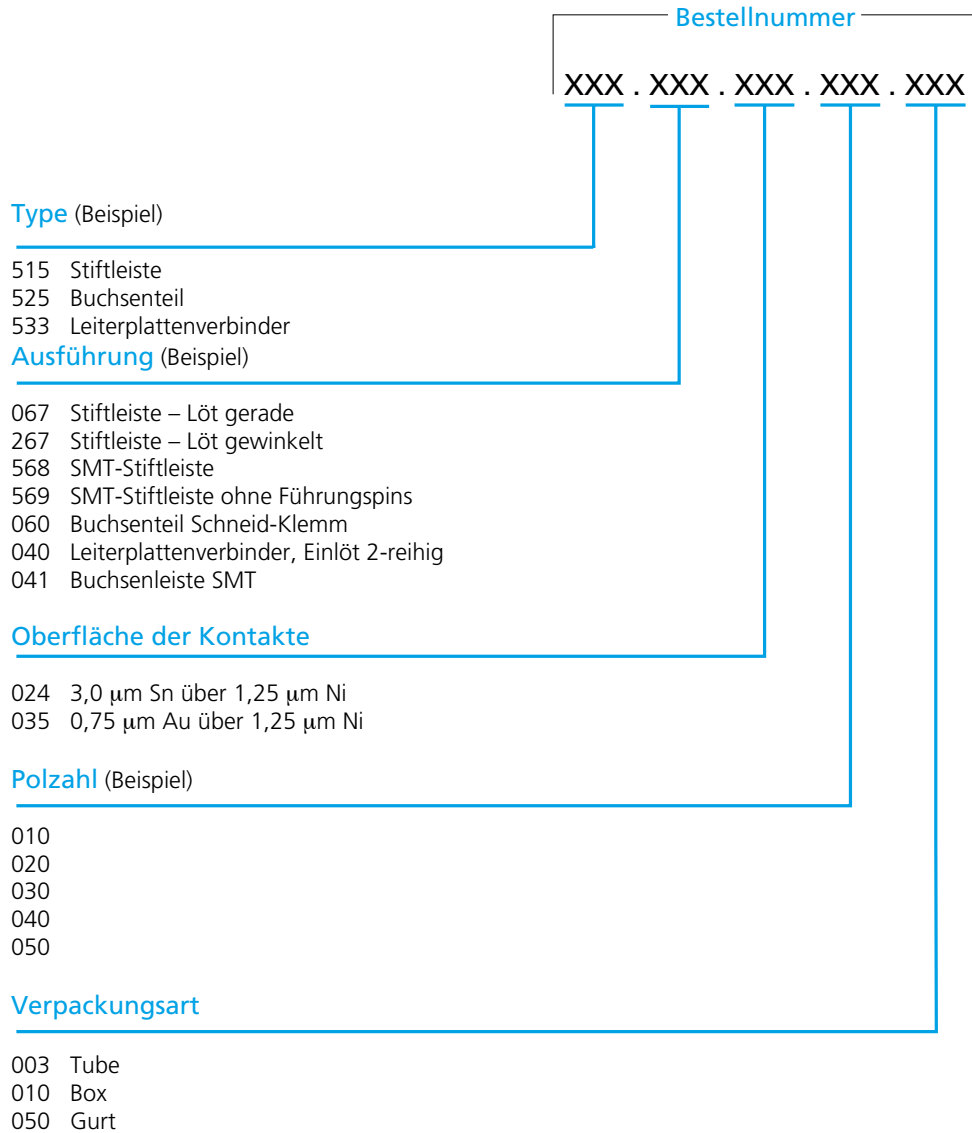 Bestellnummer
XXX . XXX . XXX . XXX . XXX
Type (Beispiel)
515 Stiftleiste
525 Buchsenteil
533 Leiterplattenverbinder
Ausführung (Beispiel)
067 Stiftleiste – Löt gerade
267 Stiftleiste – Löt gewinkelt
568 SMT-Stiftleiste
569 SMT-Stiftleiste ohne Führungspins
060 Buchsenteil Schneid-Klemm
040 Leiterplattenverbinder, Einlöt 2-reihig
041 Buchsenleiste SMT
Oberfläche der Kontakte
024 3,0 µm Sn über 1,25 µm Ni
035 0,75 µm Au über 1,25 µm Ni
Polzahl (Beispiel)
010
020
030
040
050
Verpackungsart
003 Tube
010 Box
050 Gurt